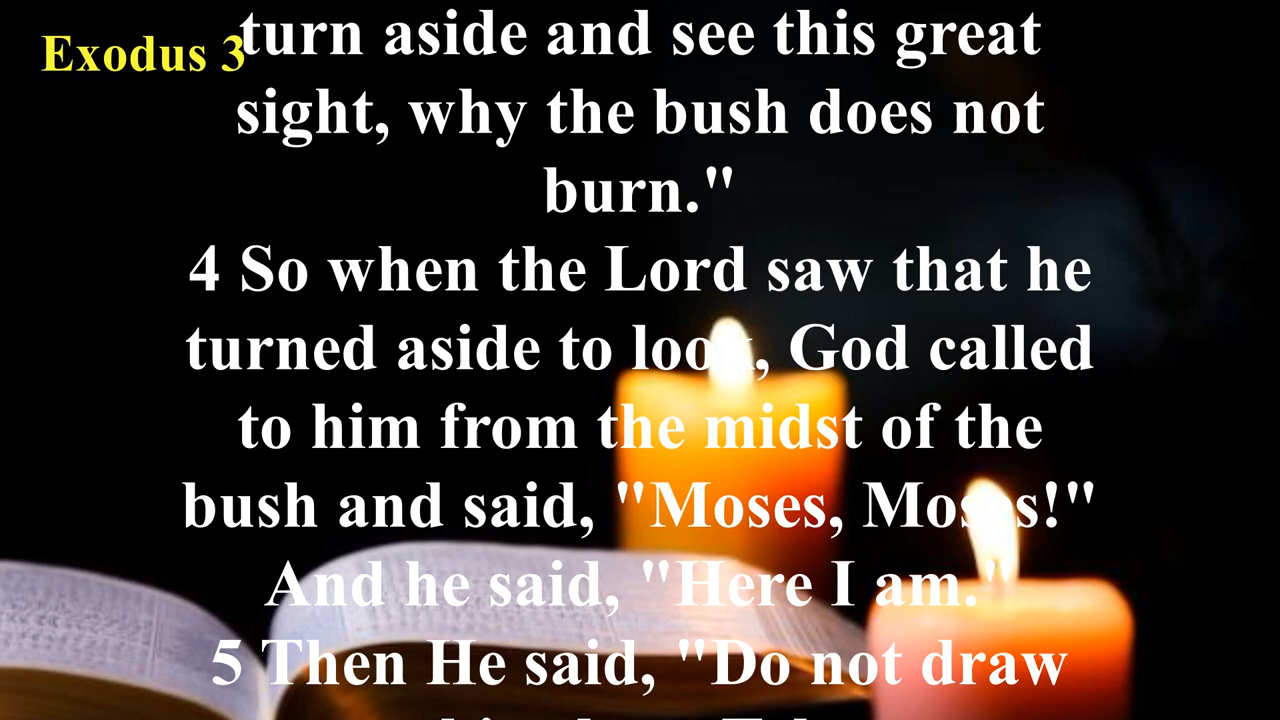 Exodus 3
turn aside and see this great
sight, why the bush does not
burn."
4 So when the Lord saw that he
turned aside to look, God called
to him from the midst of the
bush and said, "Moses, Moses!"
And he said, "Here I am."
5 Then He said, "Do not draw